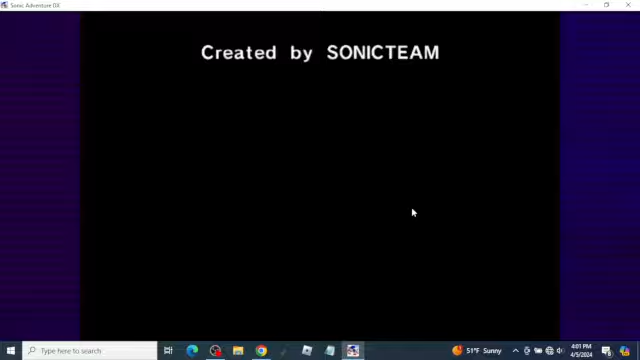 Sonic Adventure DX
Created by SONICTEAM
Type here to search
51°F Sunny
4:01 PM
4/5/2024